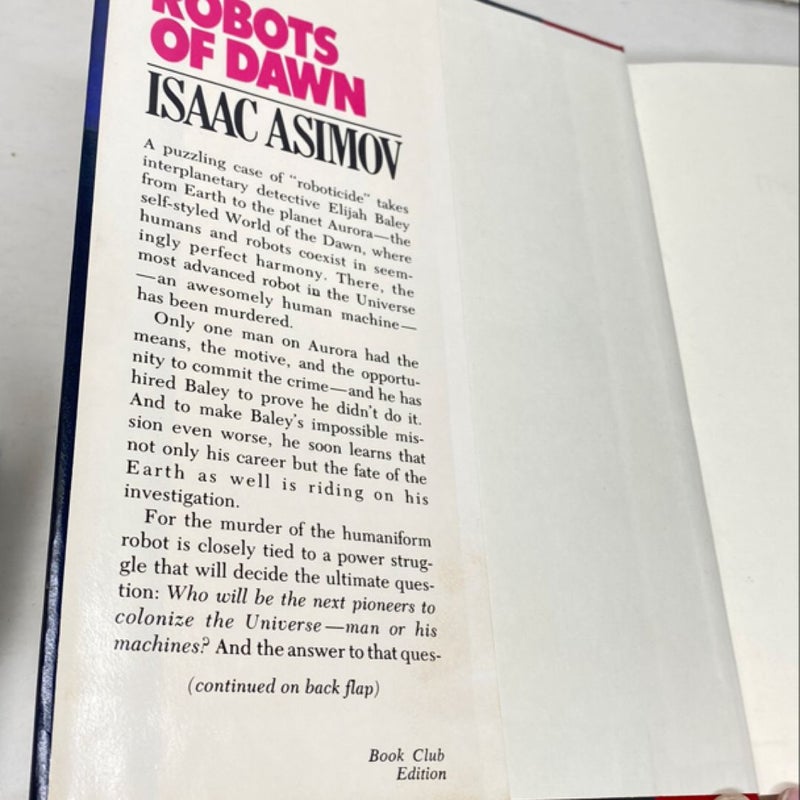 ROBOTS
OF DAWN
ISAAC ASIMOV
A puzzling case of "roboticide" takes
interplanetary detective Elijah Baley
from Earth to the planet Aurora—the
self-styled World of the Dawn, where
humans and robots coexist in seem-
ingly perfect harmony. There, the
most advanced robot in the Universe
—an awesomely human machine—
has been murdered.
Only one man on Aurora had the
means, the motive, and the opportu-
nity to commit the crime—and he has
hired Baley to prove he didn't do it.
And to make Baley's impossible mis-
sion even worse, he soon learns that
not only his career but the fate of the
Earth as well is riding on his
investigation.
For the murder of the humaniform
robot is closely tied to a power strug-
gle that will decide the ultimate ques-
tion: Who will be the next pioneers to
colonize the Universe—man or his
machines? And the answer to that ques-
(continued on back flap)
Book Club
Edition